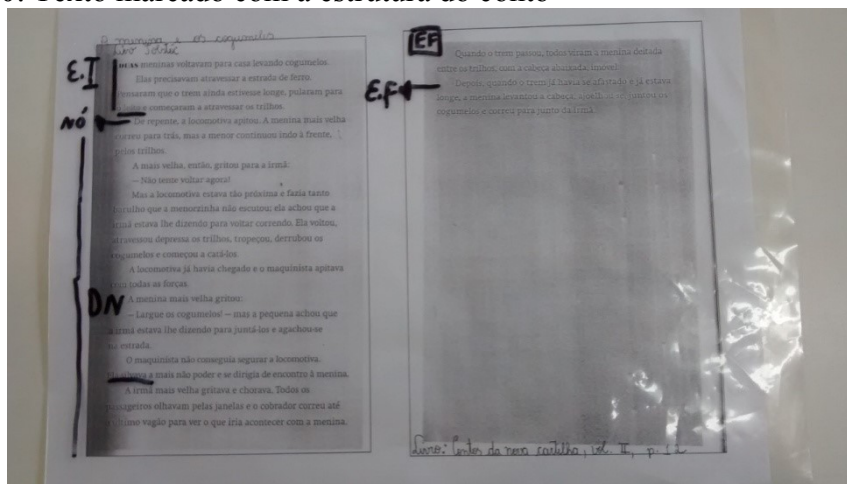 6. Texto marcado com a estrutura do conto
A menina e os cogumelos
Livro Tolstói
E.I
NÓ
DN
DUAS meninas voltavam para casa levando cogumelos.
Elas precisavam atravessar a estrada de ferro.
Pensaram que o trem ainda estivesse longe, pularam para
e começaram a atravessar os trilhos.
De repente, a locomotiva apitou. A menina mais velha
correu para trás, mas a menor continuou indo à frente,
pelos trilhos.
A mais velha, então, gritou para a irmã:
— Não tente voltar agora!
Mas a locomotiva estava tão próxima e fazia tanto
barulho que a menorzinha não escutou; ela achou que a
irmã estava lhe dizendo para voltar correndo. Ela voltou,
atravessou depressa os trilhos, tropeçou, derrubou os
cogumelos e começou a catá-los.
A locomotiva já havia chegado e o maquinista apitava
com todas as forças.
A menina mais velha gritou:
— Largue os cogumelos! — mas a pequena achou que
a irmã estava lhe dizendo para juntá-los e agachou-se
na estrada.
O maquinista não conseguia segurar a locomotiva.
a mais não poder e se dirigia de encontro à menina.
A irmã mais velha gritava e chorava. Todos os
passageiros olhavam pelas janelas e o cobrador correu até
o último vagão para ver o que iria acontecer com a menina.
EF
E.F
Quando o trem passou, todos viram a menina deitada
entre os trilhos, com a cabeça abaixada, imóvel.
Depois, quando o trem já havia se afastado e já estava
longe, a menina levantou a cabeça, ajoelhou-se, juntou os
cogumelos e correu para junto da irmã.
Livro: Contos da nova cartilha, vol. II, p. 12